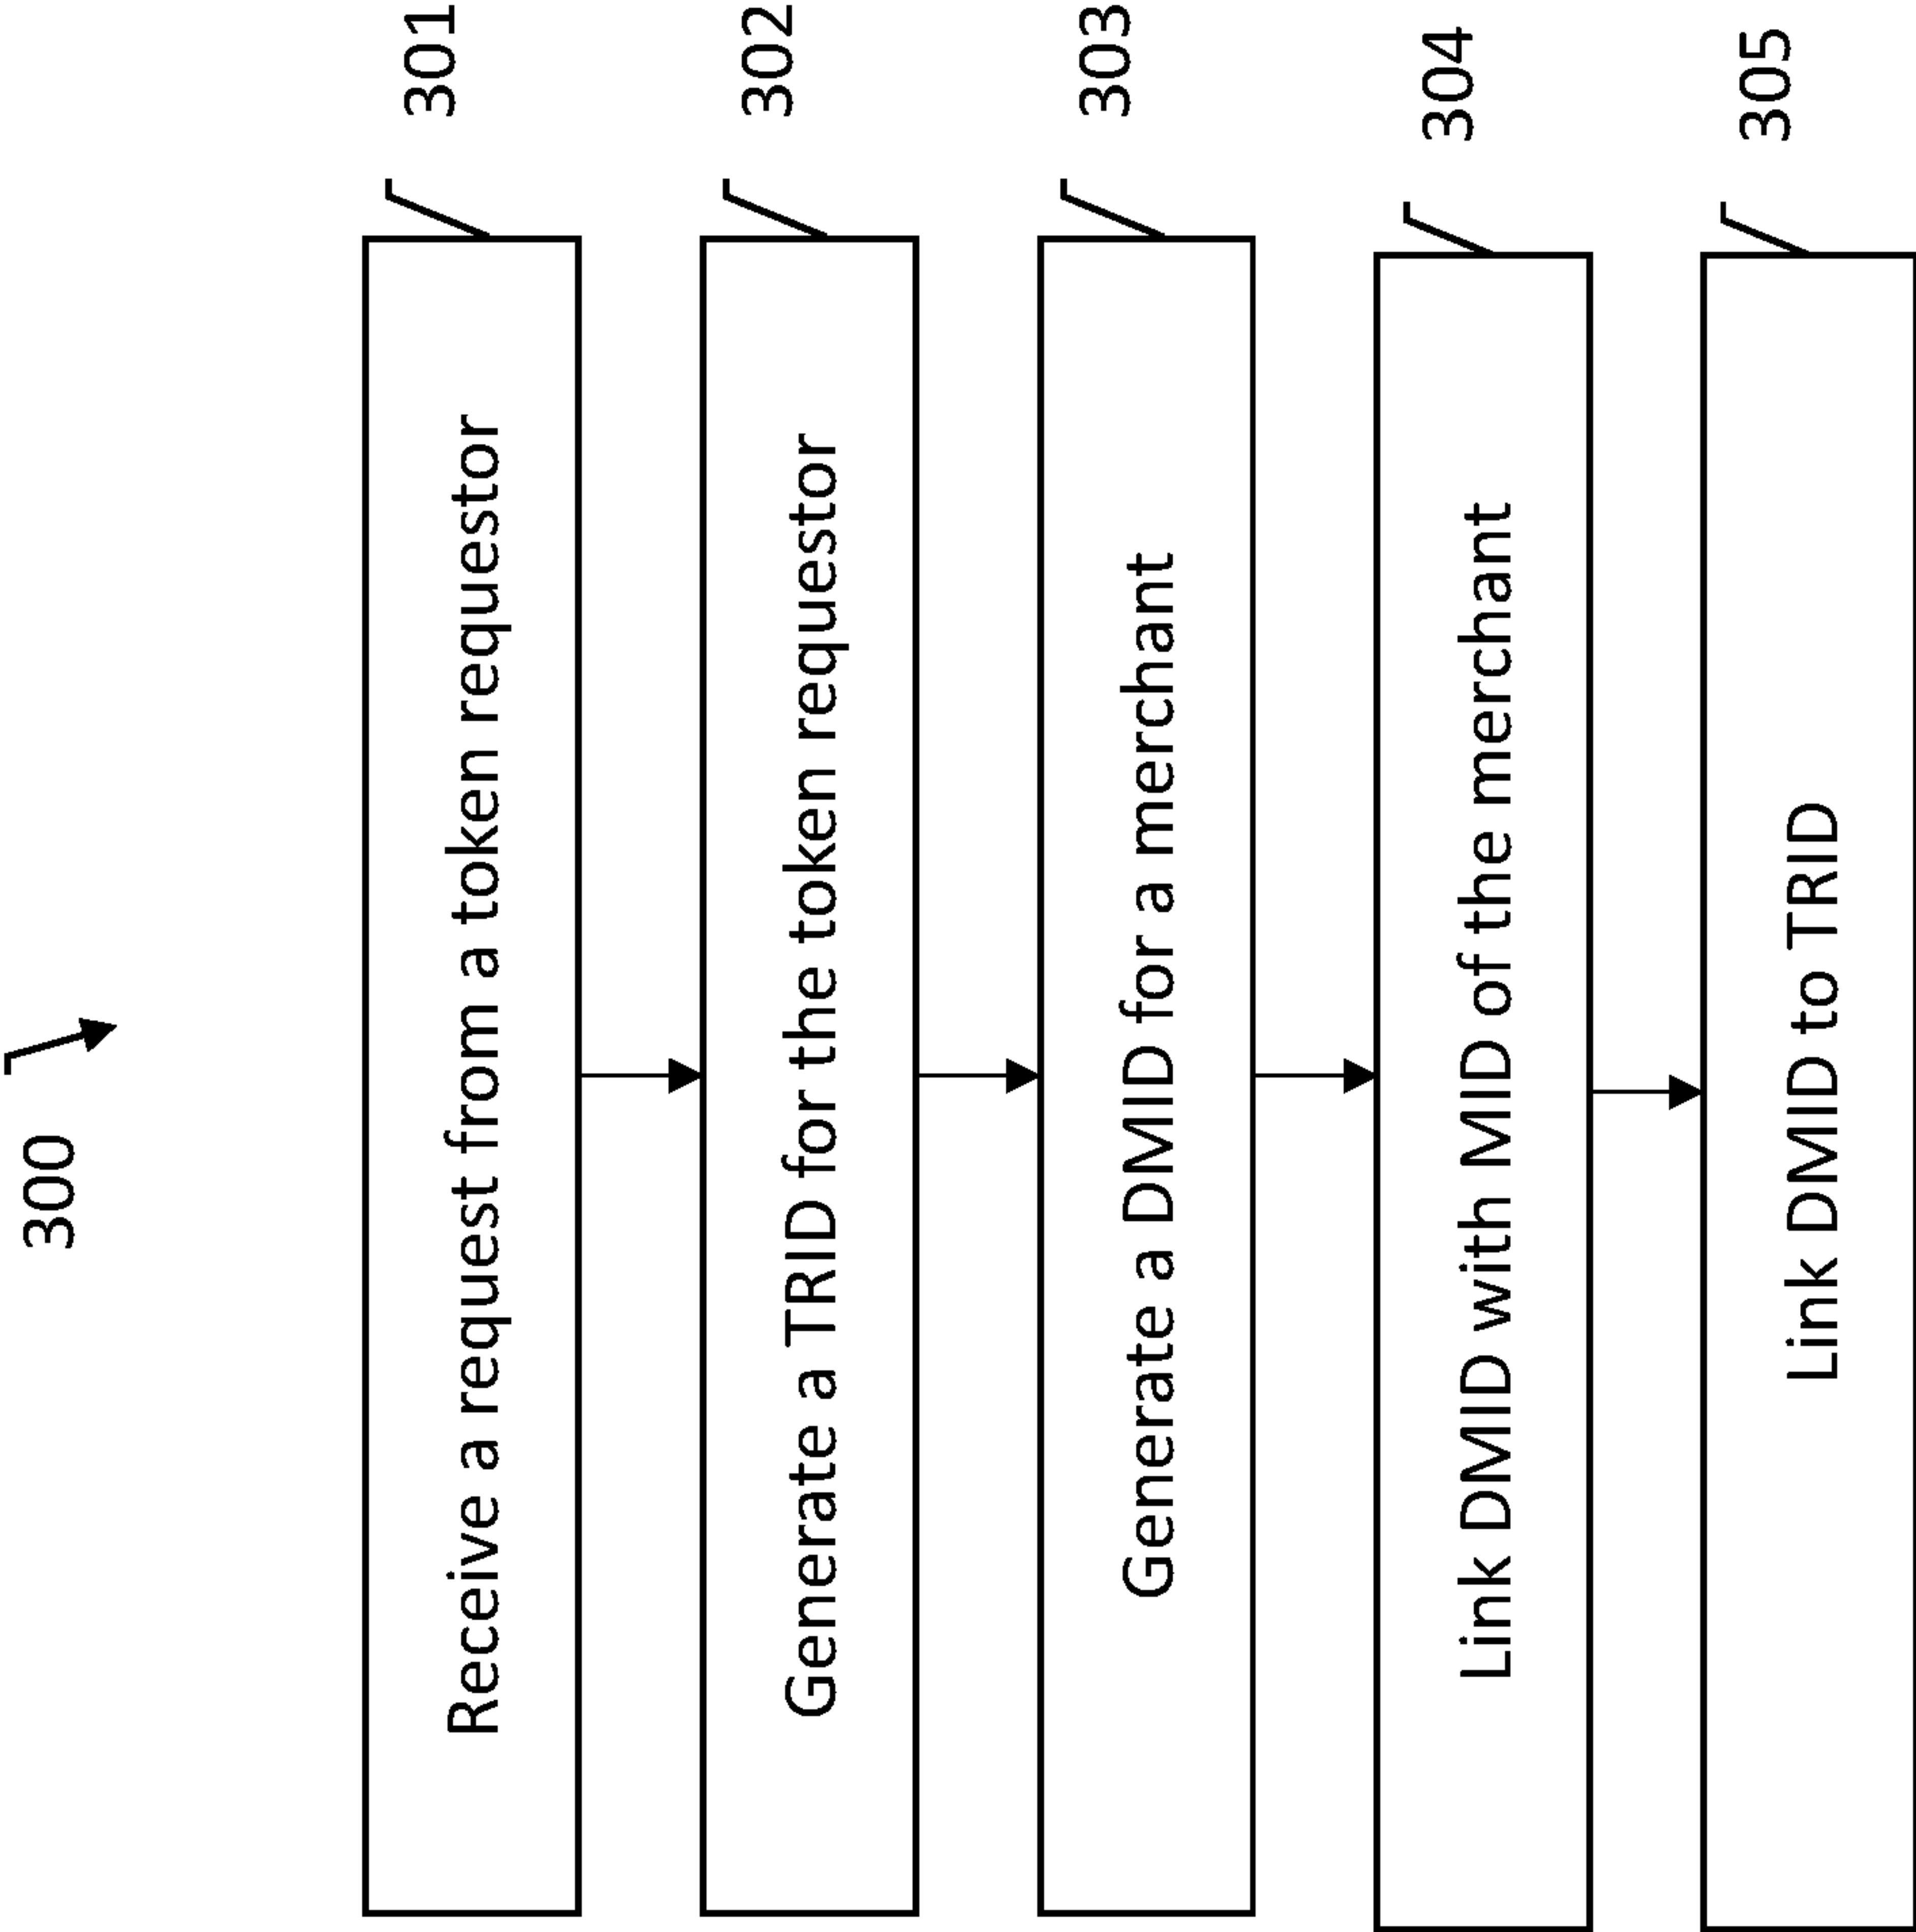 300
Receive a request from a token requestor
301
Generate a TRID for the token requestor
302
Generate a DMID for a merchant
303
Link DMID with MID of the merchant
304
Link DMID to TRID
305